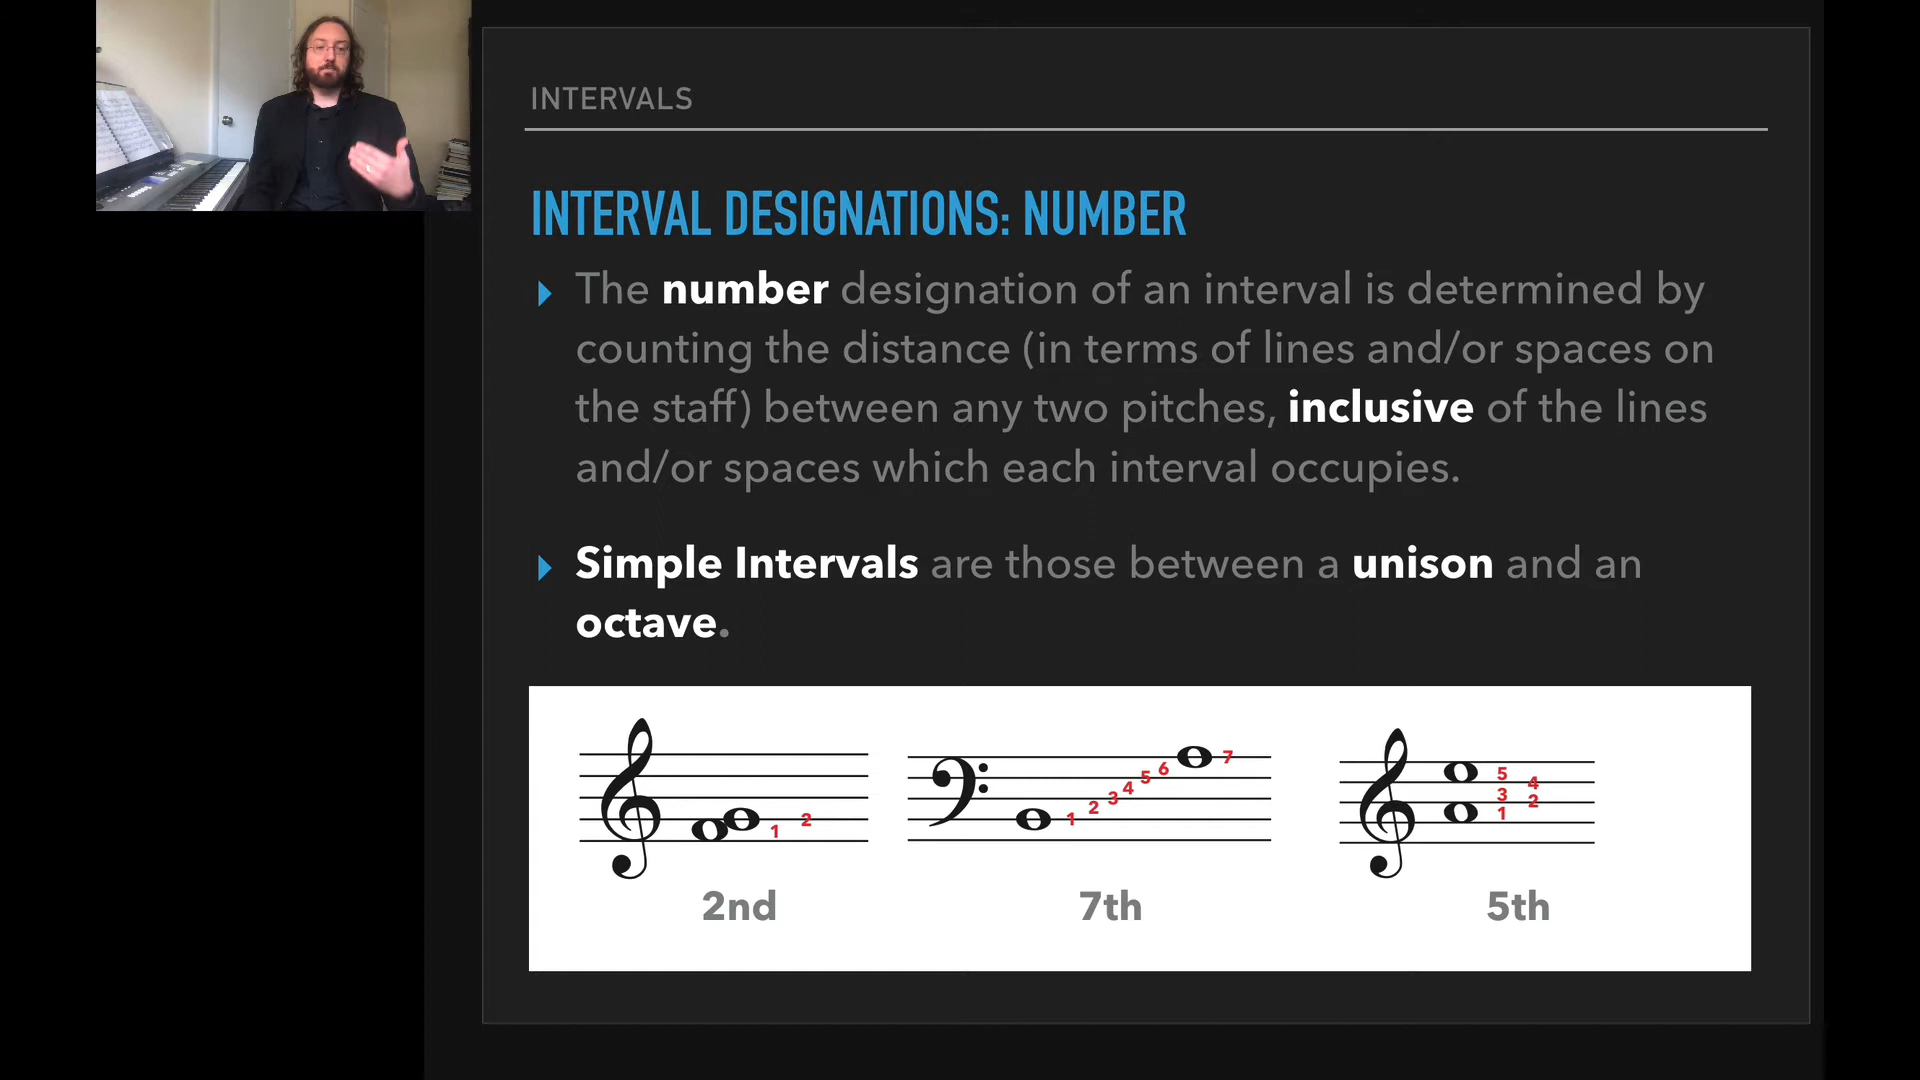 INTERVALS
INTERVAL DESIGNATIONS: NUMBER
The number designation of an interval is determined by
counting the distance (in terms of lines and/or spaces on
the staff) between any two pitches, inclusive of the lines
and/or spaces which each interval occupies.
Simple Intervals are those between a unison and an
octave.
1 2
1 2 3 4 5 6 7
5 4
3 2
1
2nd 7th 5th